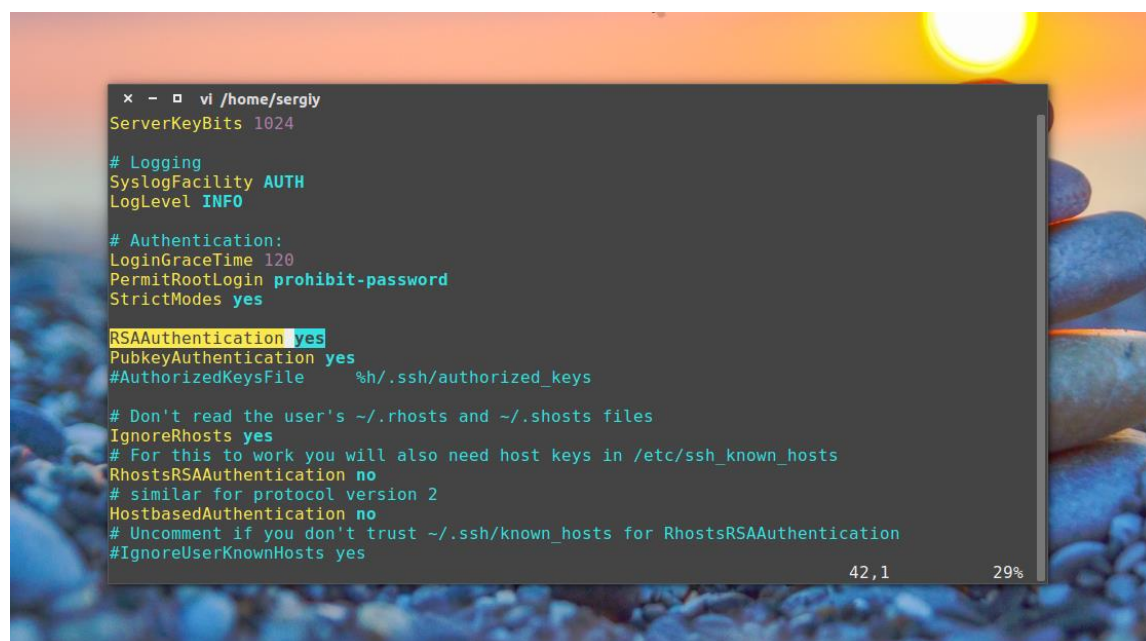 vi /home/sergiy
ServerKeyBits 1024
# Logging
SyslogFacility AUTH
LogLevel INFO
# Authentication:
LoginGraceTime 120
PermitRootLogin prohibit-password
StrictModes yes
RSAAuthentication yes
PubkeyAuthentication yes
#AuthorizedKeysFile     %h/.ssh/authorized_keys
# Don't read the user's ~/.rhosts and ~/.shosts files
IgnoreRhosts yes
# For this to work you will also need host keys in /etc/ssh_known_hosts
RhostsRSAAuthentication no
# similar for protocol version 2
HostbasedAuthentication no
# Uncomment if you don't trust ~/.ssh/known_hosts for RhostsRSAAuthentication
#IgnoreUserKnownHosts yes
42,1          29%